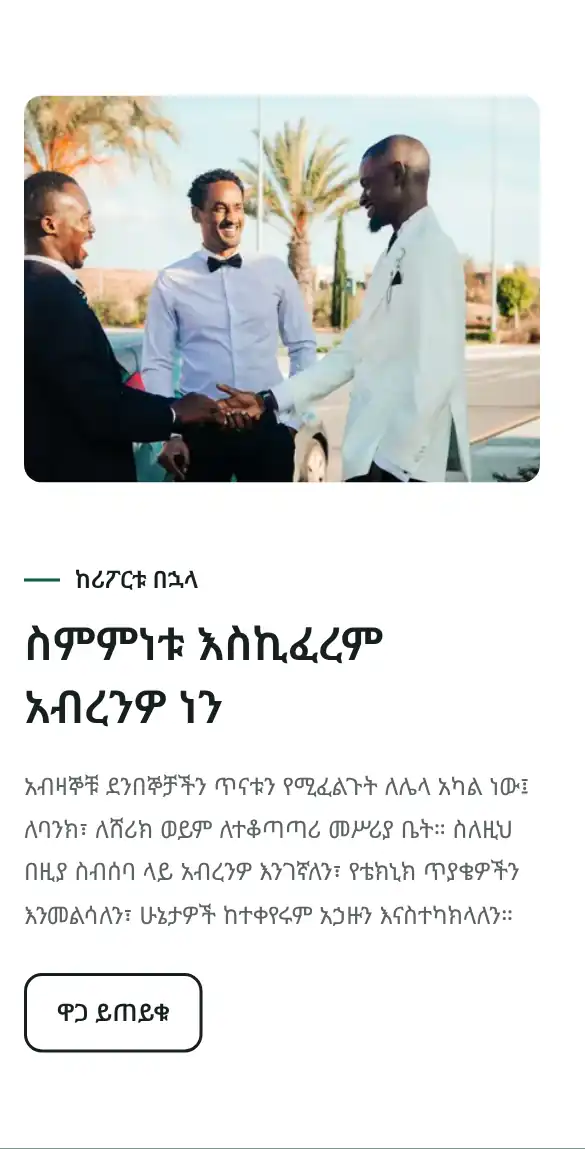 ከሪፖርቱ በኋላ
ስምምነቱ እስኪፈረም
አብረንዎ ነን
አብዛኞቹ ደንበኞቻችን ጥናቱን የሚፈልጉት ለሌላ አካል ነው፤
ለባንክ፣ ለሸሪክ ወይም ለተቆጣጣሪ መሥሪያ ቤት። ስለዚህ
በዚያ ስብሰባ ላይ አብረንዎ እንገኛለን፣ የቴክኒክ ጥያቄዎችን
እንመልሳለን፣ ሁኔታዎች ከተቀየሩም አኃዙን እናስተካክላለን።
ዋጋ ይጠይቁ